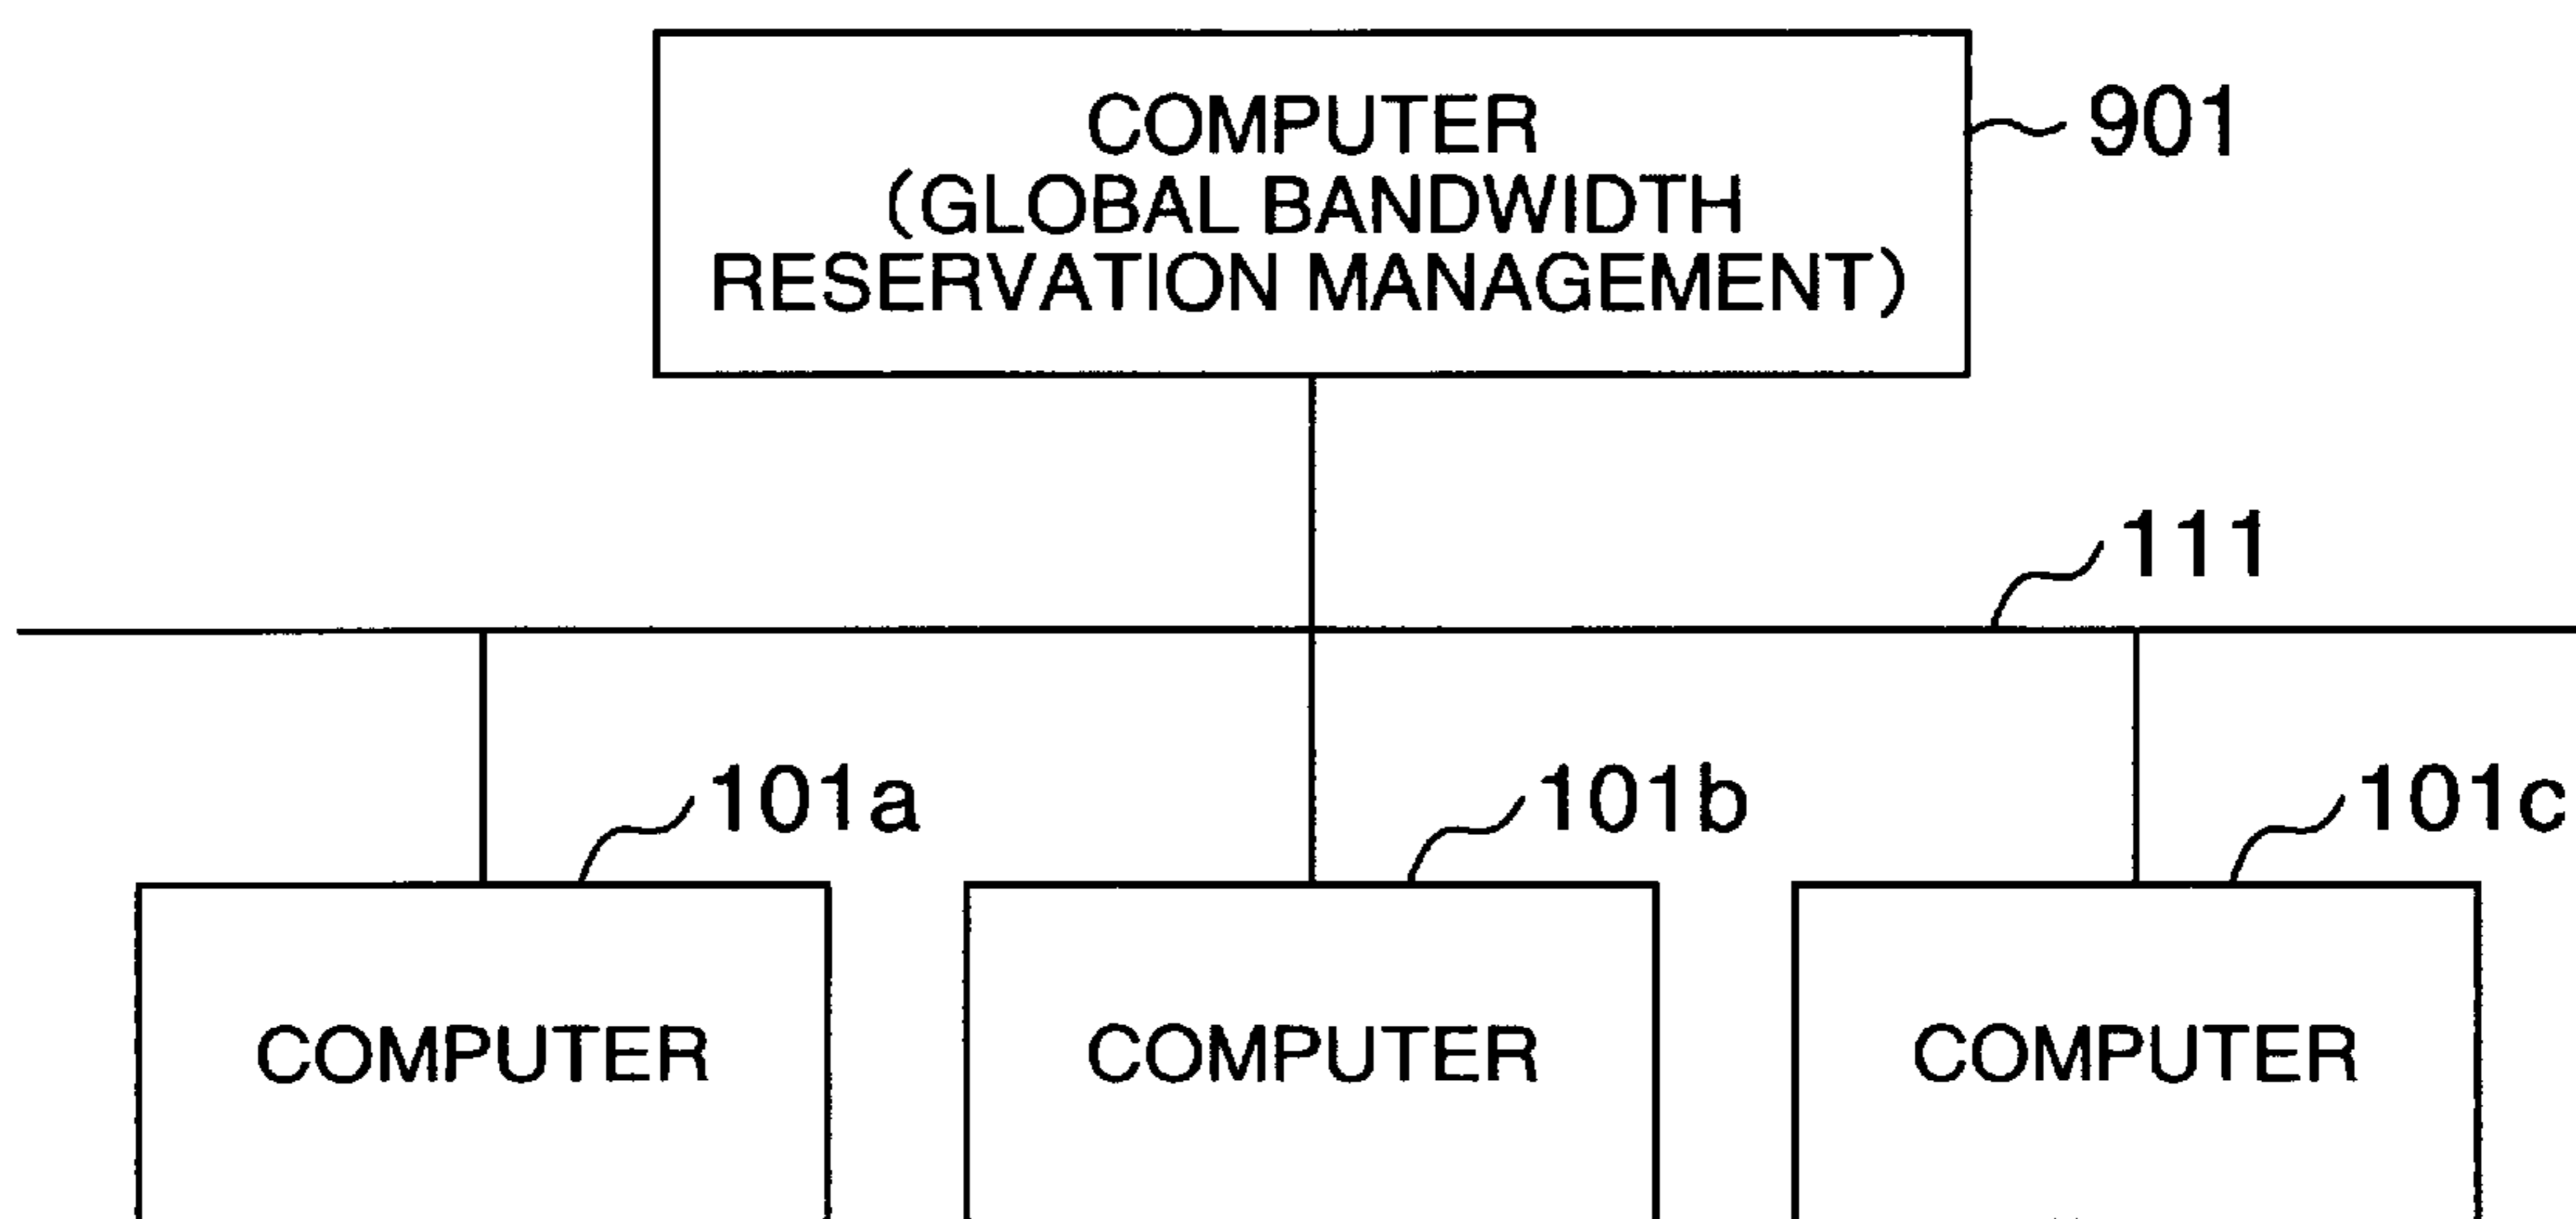 COMPUTER
(GLOBAL BANDWIDTH
RESERVATION MANAGEMENT)
901
111
101a
101b
101c
COMPUTER
COMPUTER
COMPUTER